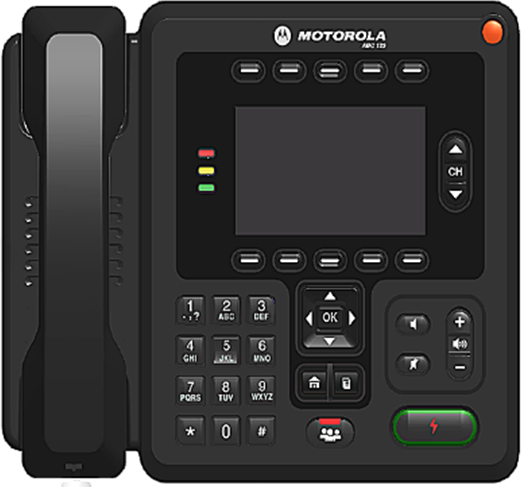 MOTOROLA
CH
1
.,?
2
ABC
3
DEF
OK
4
GHI
5
JKL
6
MNO
+
-
7
PQRS
8
TUV
9
WXYZ
*
0
#